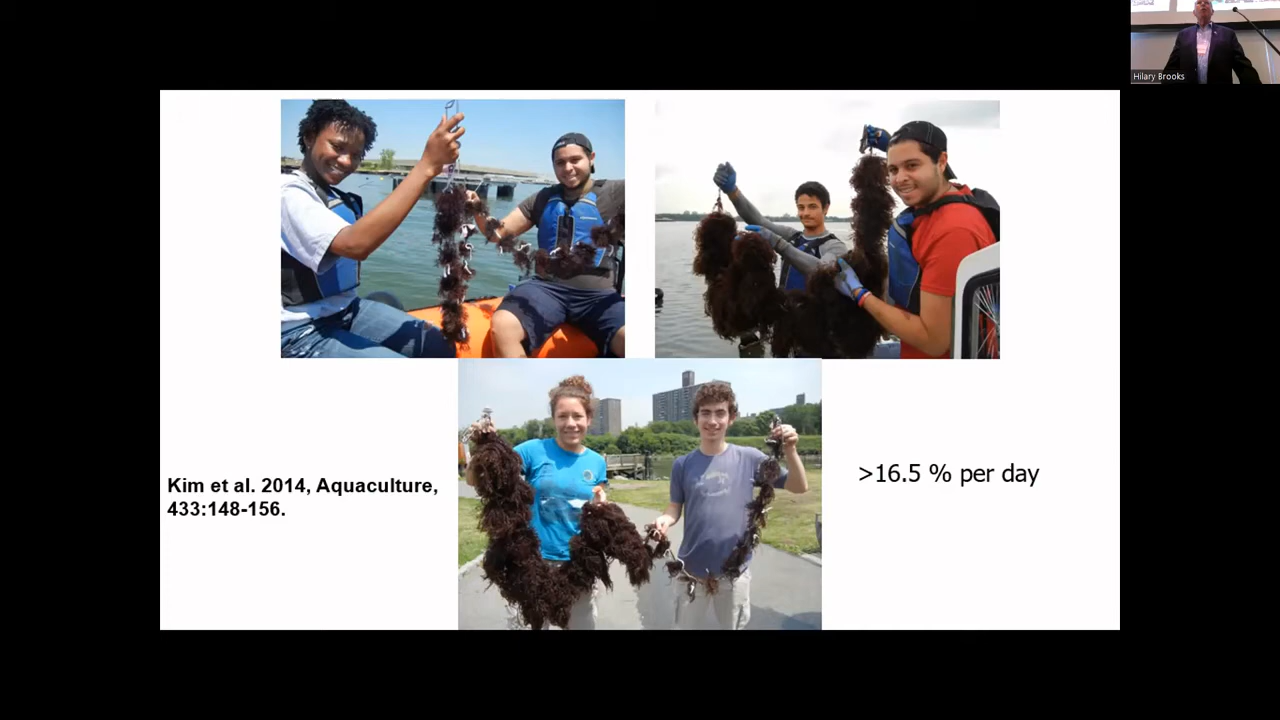 Hilary Brooks
Kim et al. 2014, Aquaculture,
433:148-156.
>16.5 % per day